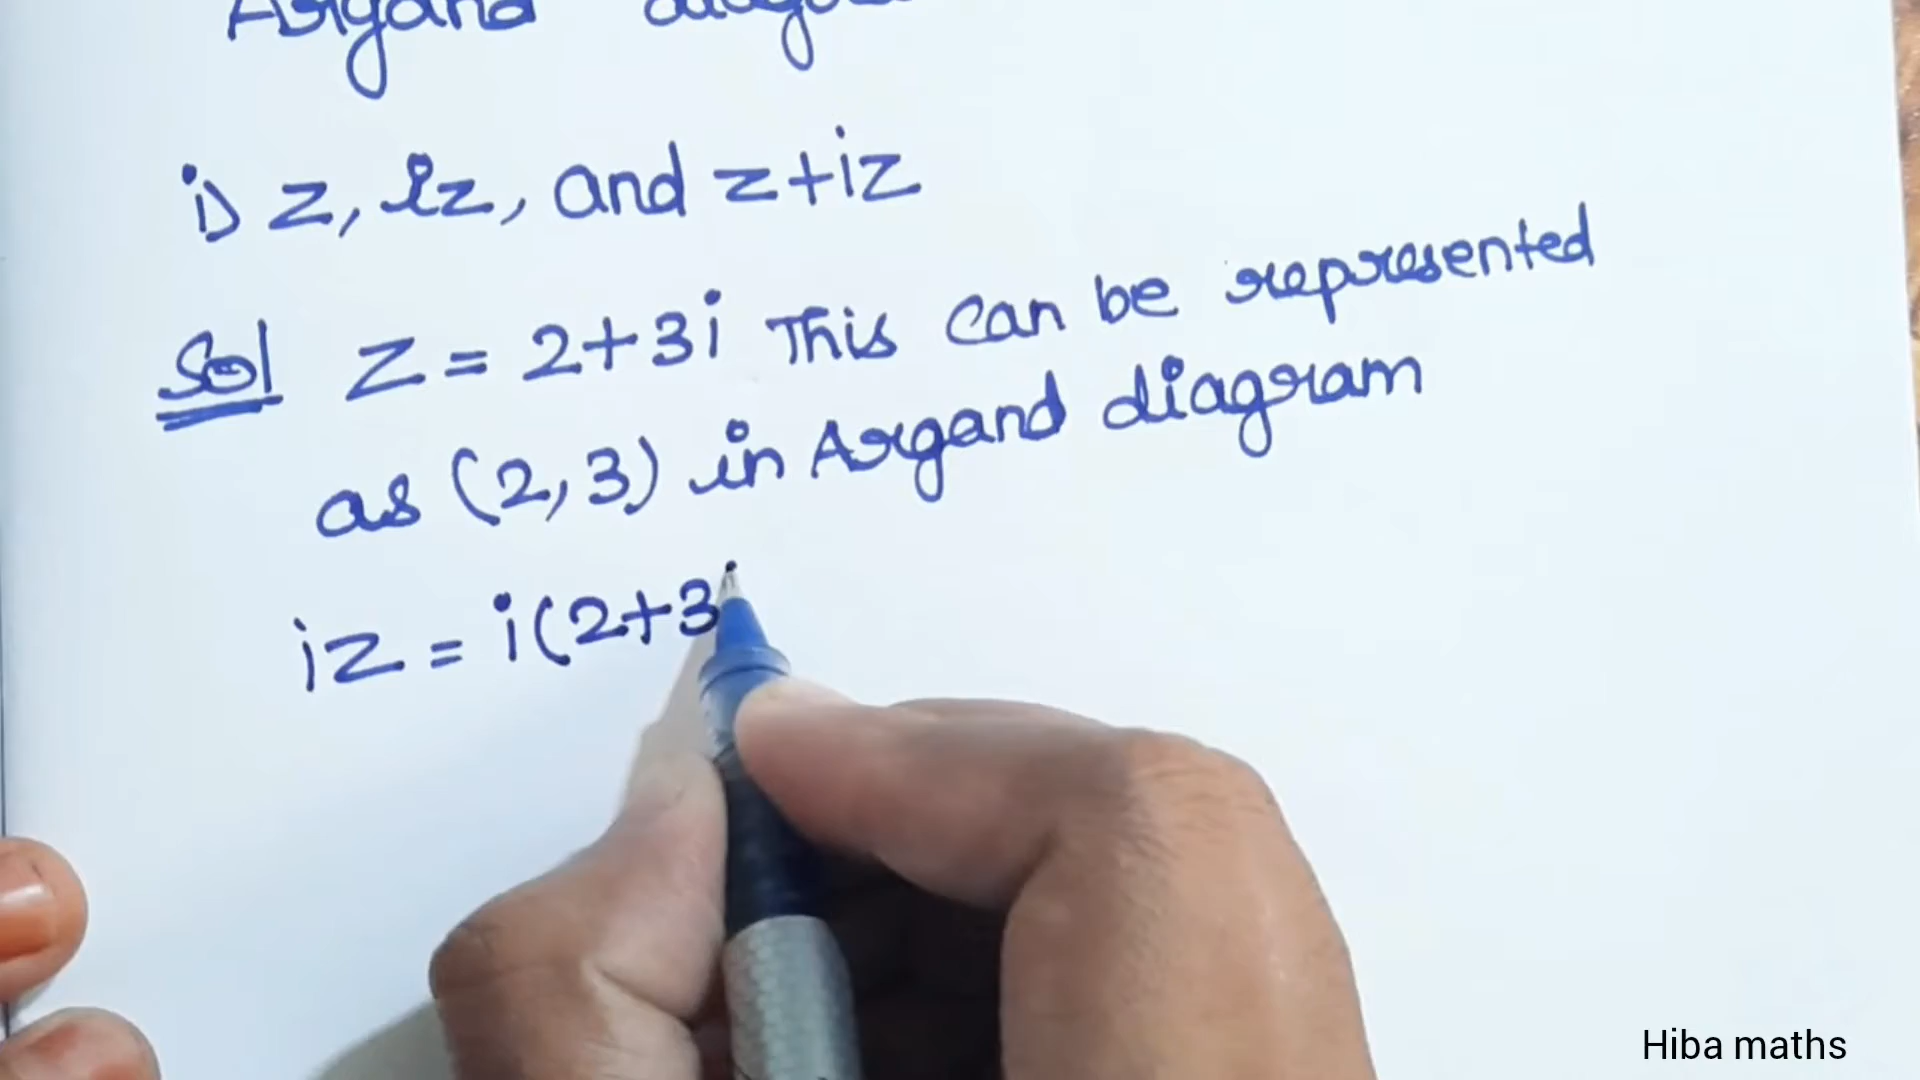 Argand
i) z, iz, and z+iz
Sol z = 2+3i This can be represented
as (2, 3) in Argand diagram
iz = i(2+3
Hiba maths